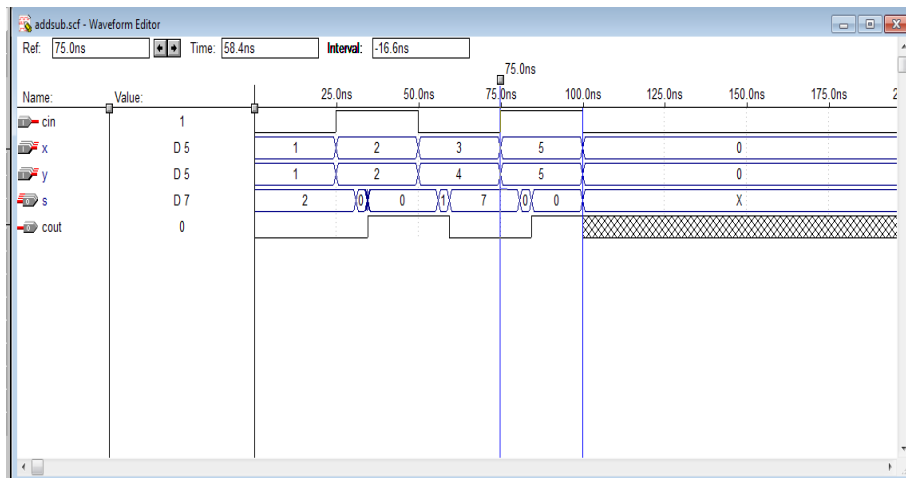 addsub.scf - Waveform Editor
Ref: 75.0ns Time: 58.4ns Interval: -16.6ns
75.0ns
Name: Value: 25.0ns 50.0ns 75.0ns 100.0ns 125.0ns 150.0ns 175.0ns 2
cin 1
x D 5 1 2 3 5 0
y D 5 1 2 4 5 0
s D 7 2 0 0 1 7 0 0 X
cout 0